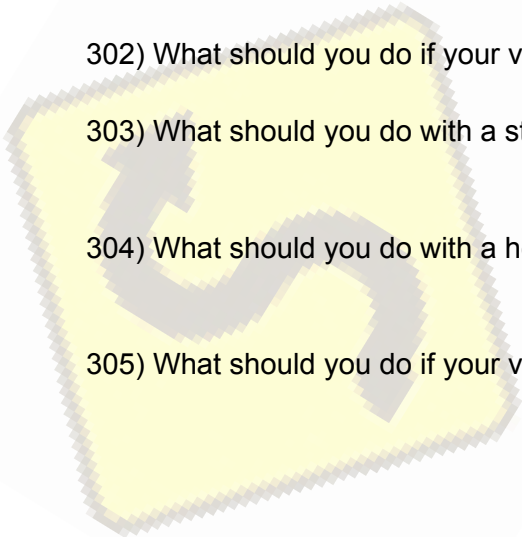 302) What should you do if your v
303) What should you do with a st
304) What should you do with a h
305) What should you do if your v